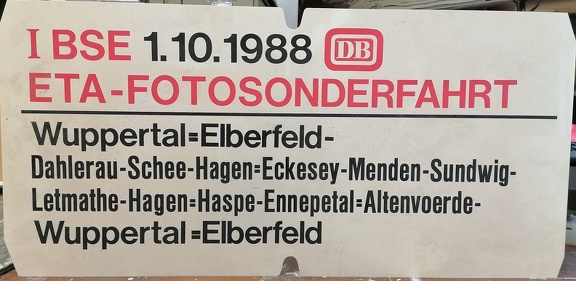 I BSE 1.10.1988 DB
ETA-FOTOSONDERFAHRT
Wuppertal=Elberfeld-
Dahlerau-Schee-Hagen=Eckesey-Menden-Sundwig-
Letmathe-Hagen=Haspe-Ennepetal=Altenvoerde-
Wuppertal=Elberfeld